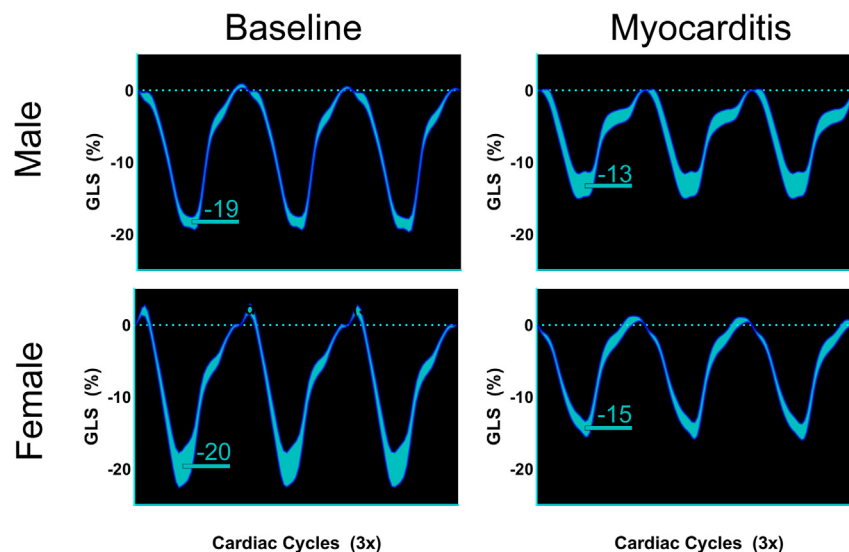 Baseline
Myocarditis
Male
GLS (%)
0
-10
-20
-19
GLS (%)
0
-10
-20
-13
Female
GLS (%)
0
-10
-20
-20
GLS (%)
0
-10
-20
-15
Cardiac Cycles (3x)
Cardiac Cycles (3x)